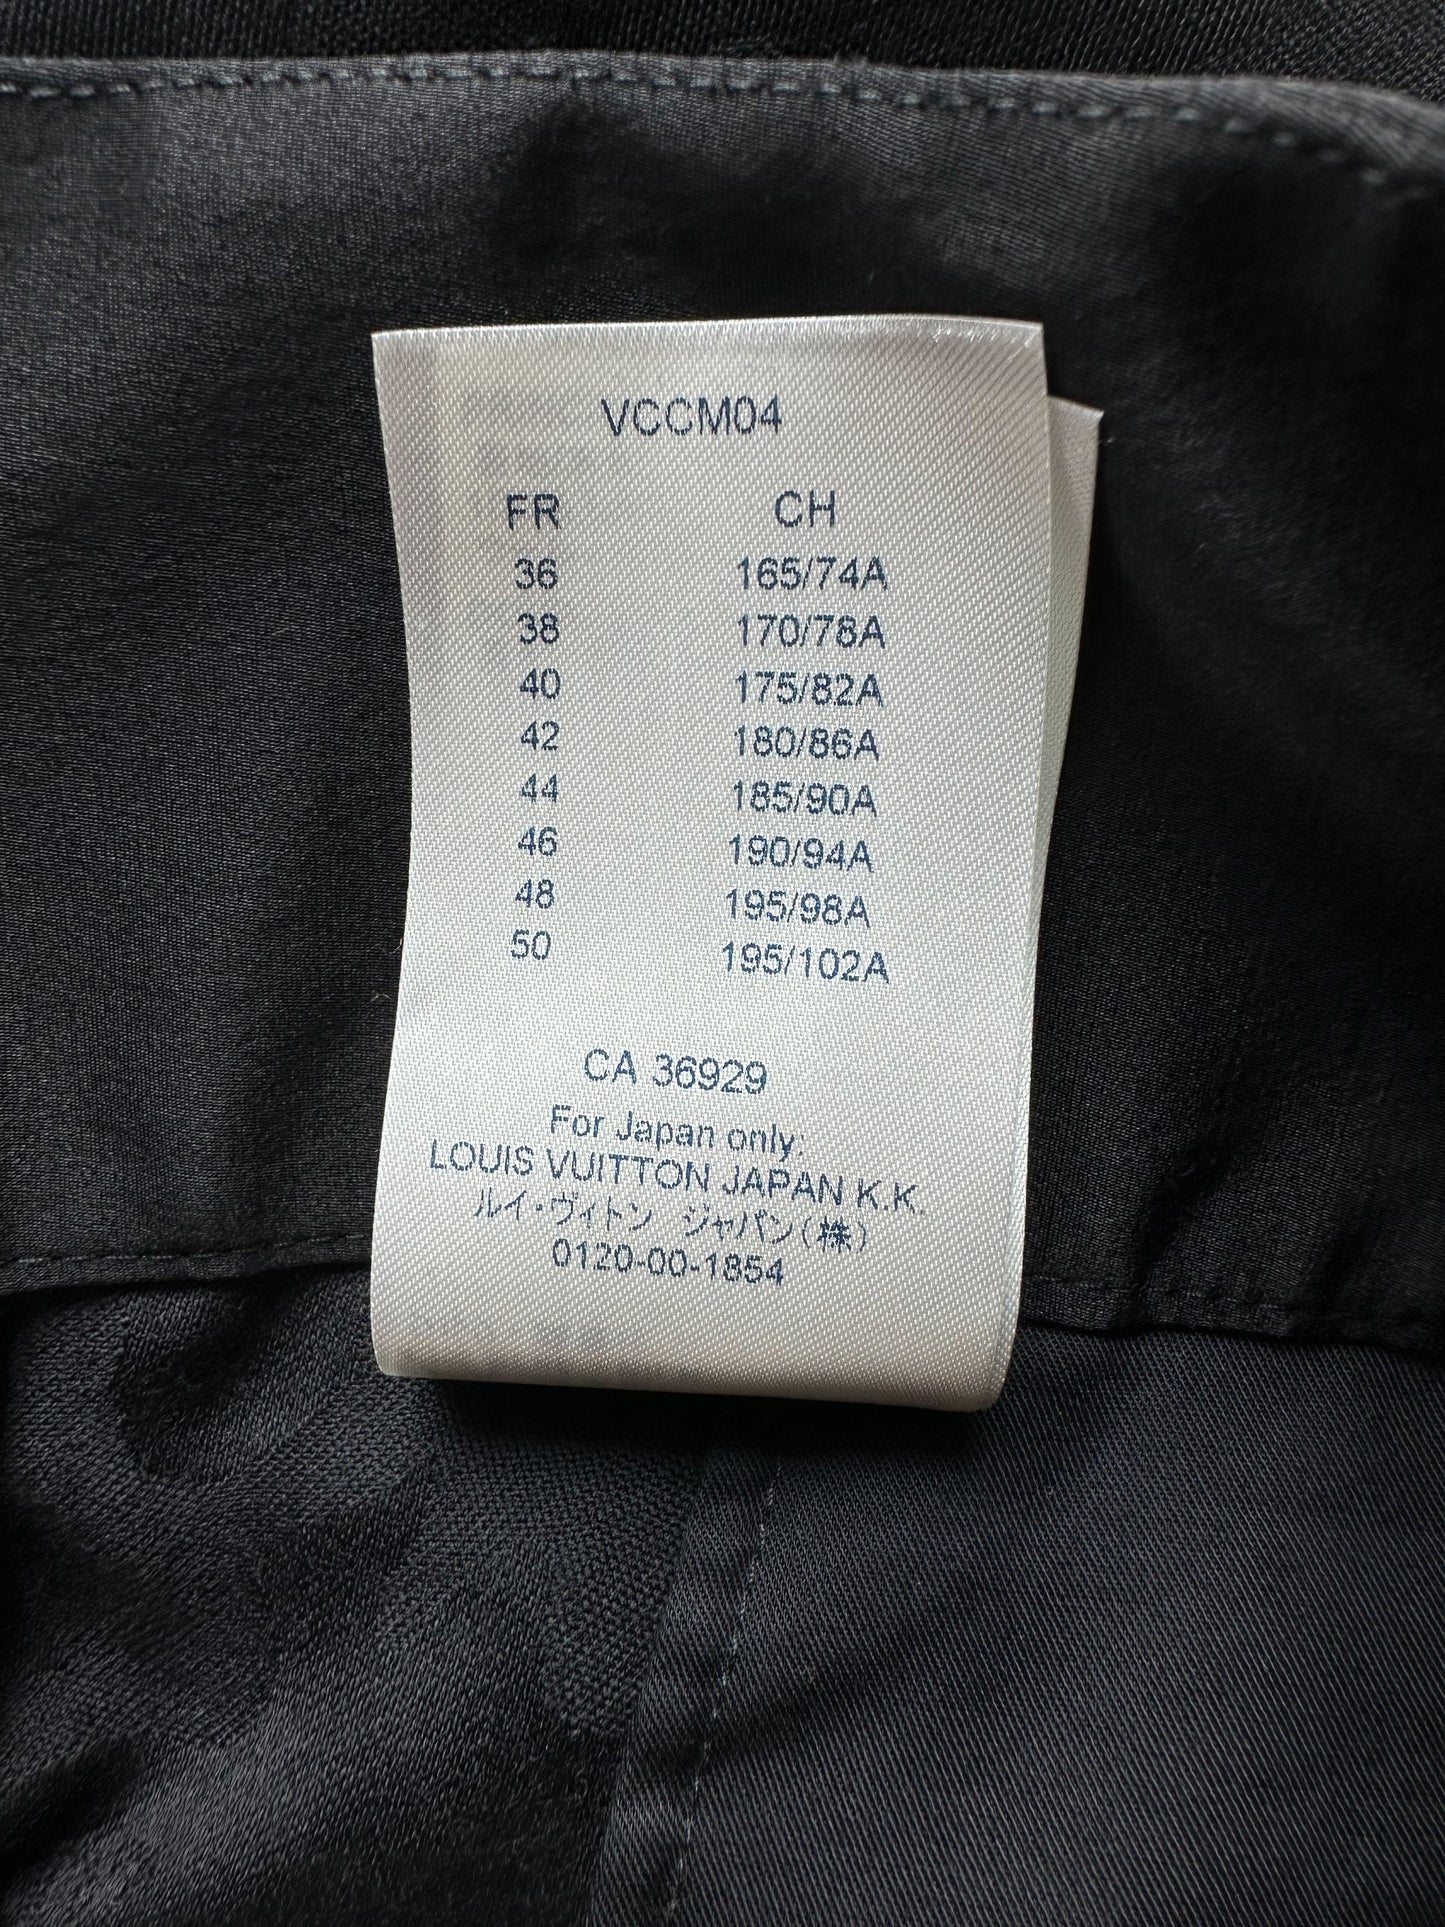 VCCM04
FR CH
36 165/74A
38 170/78A
40 175/82A
42 180/86A
44 185/90A
46 190/94A
48 195/98A
50 195/102A
CA 36929
For Japan only:
LOUIS VUITTON JAPAN K.K.
ルイ・ヴィトン ジャパン(株)
0120-00-1854